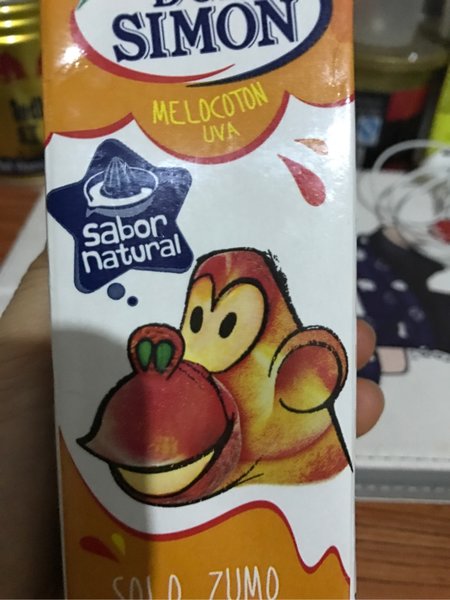 SIMON
MELOCOTON
UVA
Sabor
natural
SOLO ZUMO